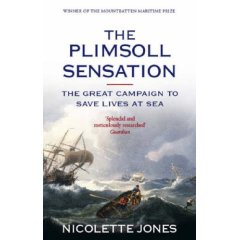 WINNER OF THE MOUNTBATTEN MARITIME PRIZE
THE
PLIMSOLL
SENSATION
THE GREAT CAMPAIGN TO
SAVE LIVES AT SEA
'Splendid and
meticulously researched'
Guardian
NICOLETTE JONES